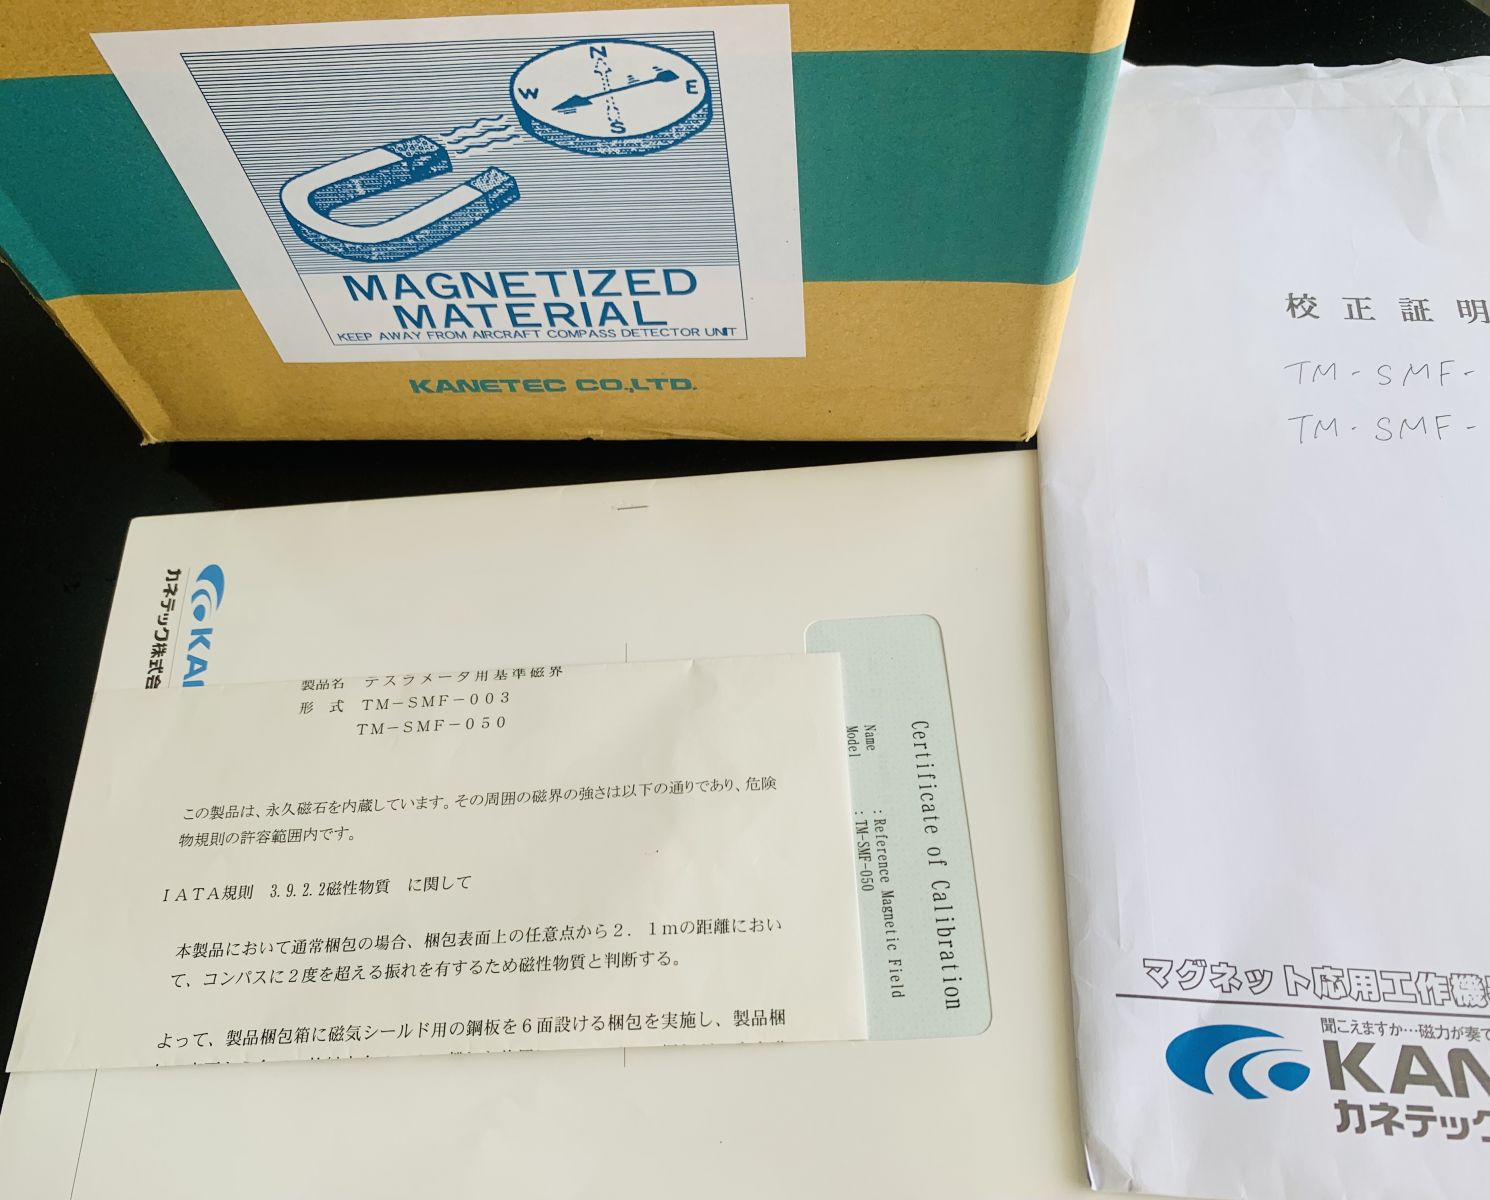 N
W
E
S
MAGNETIZED
MATERIAL
KEEP AWAY FROM AIRCRAFT COMPASS DETECTOR UNIT
KANETEC CO.,LTD.
校正証明
TM-SMF-
TM-SMF-
カネテック株式会
KA
製品名 テスラメータ用基準磁界
形 式 TM-SMF-003
TM-SMF-050
この製品は、永久磁石を内蔵しています。その周囲の磁界の強さは以下の通りであり、危険
物規則の許容範囲内です。
IATA規則 3.9.2.2磁性物質 に関して
本製品において通常梱包の場合、梱包表面上の任意点から2.1mの距離におい
て、コンパスに2度を超える振れを有するため磁性物質と判断する。
よって、製品梱包箱に磁気シールド用の鋼板を6面設ける梱包を実施し、製品梱
Certificate of Calibration
Name : Reference Magnetic Field
Model : TM-SMF-050
マグネット応用工作機
聞こえますか…磁力が奏で
KAN
カネテック